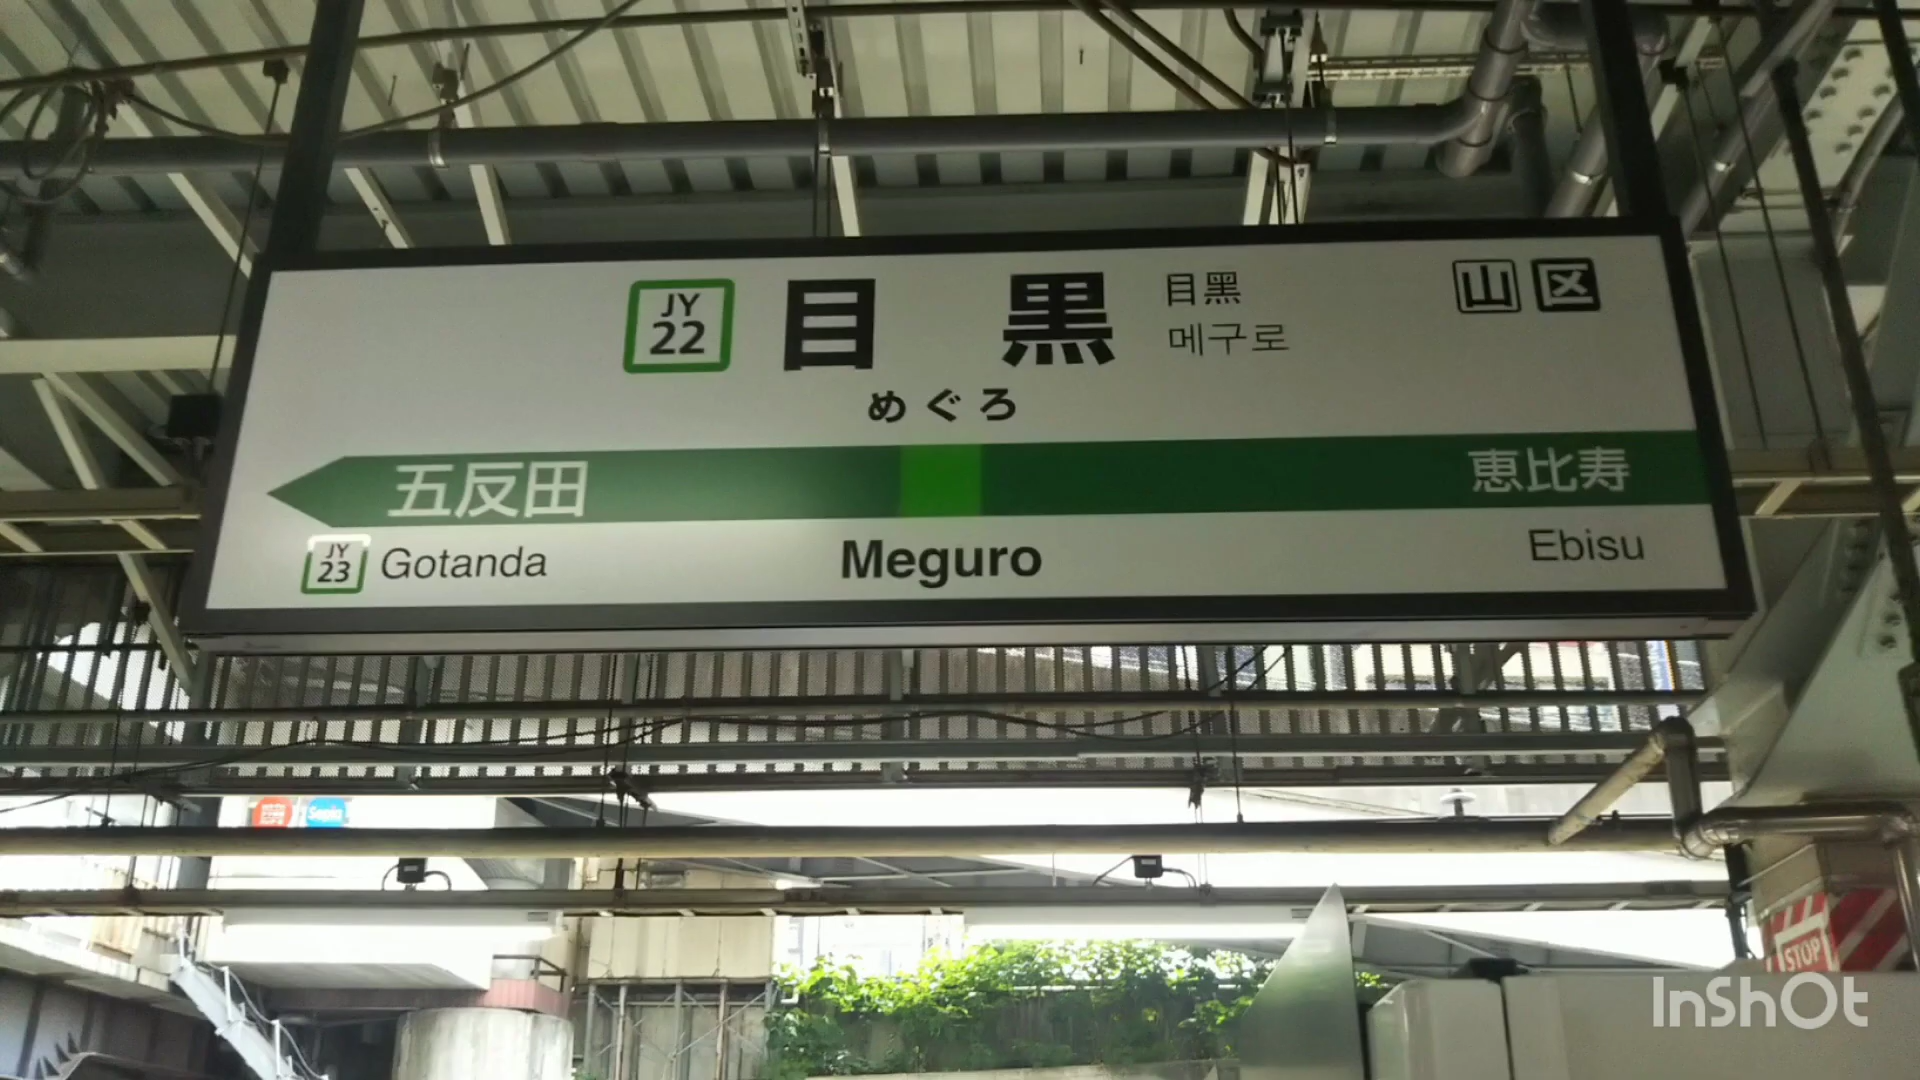 JY
22
目黒
目黑
메구로
山区
めぐろ
五反田
恵比寿
JY
23
Gotanda
Meguro
Ebisu
Sapia
STOP
InShOt